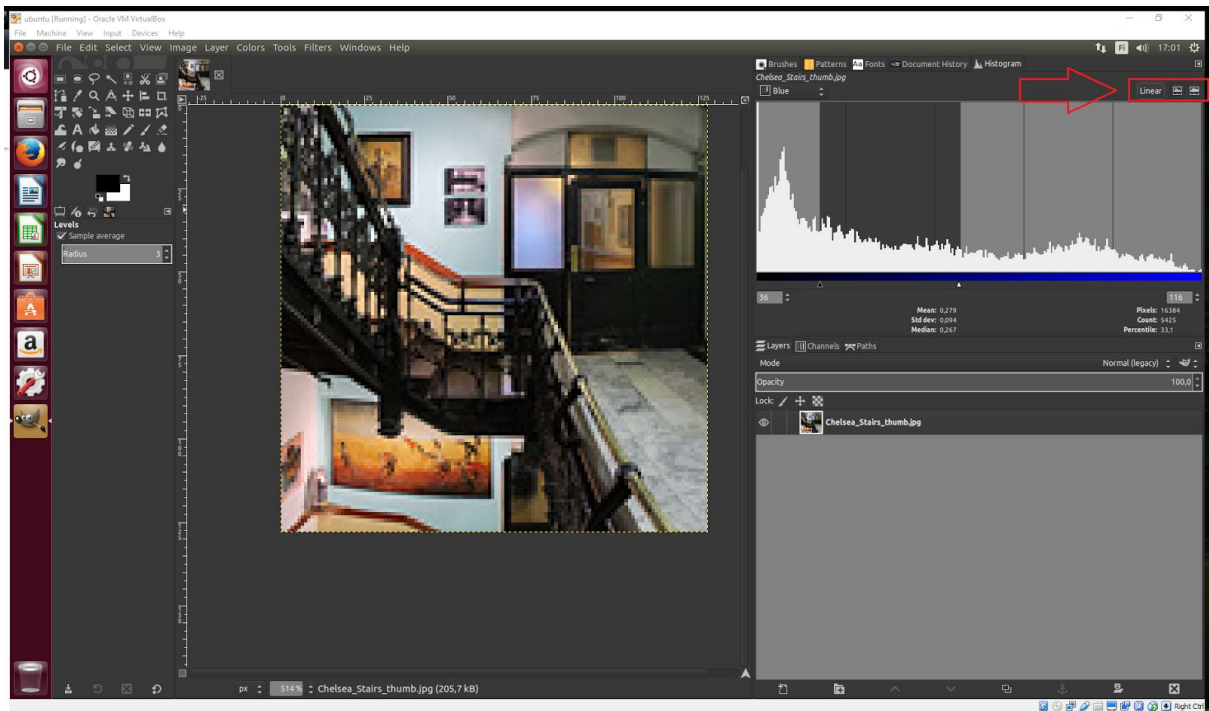 ubuntu [Running] - Oracle VM VirtualBox
File Machine View Input Devices Help
File Edit Select View Image Layer Colors Tools Filters Windows Help
Fi 17:01
Brushes Patterns Aa Fonts Document History Histogram
Chelsea_Stairs_thumb.jpg
Blue Linear
36 116
Mean: 0,279 Pixels: 16384
Std dev: 0,094 Count: 5425
Median: 0,267 Percentile: 33,1
Levels
Sample average
Radius 3
Layers Channels Paths
Mode Normal (legacy)
Opacity 100,0
Lock:
Chelsea_Stairs_thumb.jpg
px 514 % Chelsea_Stairs_thumb.jpg (205,7 kB)
Right Ctrl